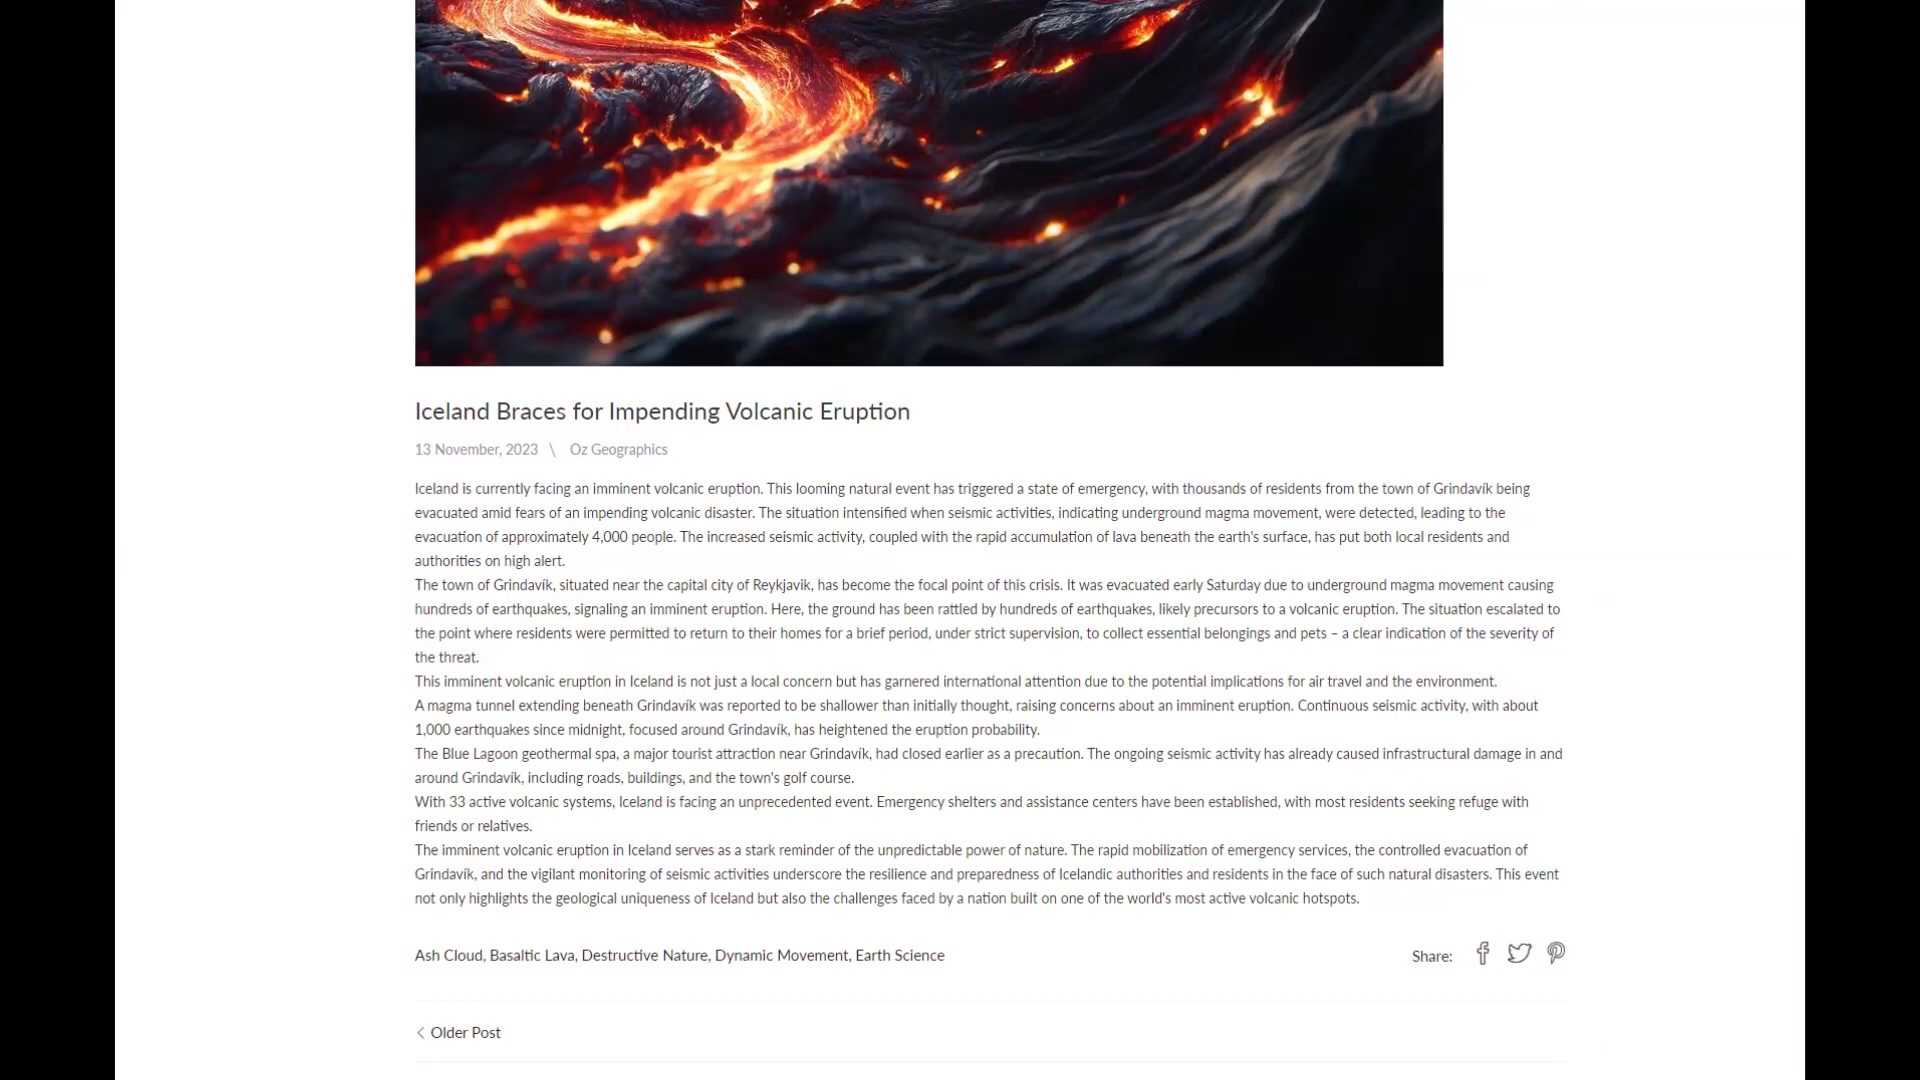 Iceland Braces for Impending Volcanic Eruption
13 November, 2023 \ Oz Geographics
Iceland is currently facing an imminent volcanic eruption. This looming natural event has triggered a state of emergency, with thousands of residents from the town of Grindavík being
evacuated amid fears of an impending volcanic disaster. The situation intensified when seismic activities, indicating underground magma movement, were detected, leading to the
evacuation of approximately 4,000 people. The increased seismic activity, coupled with the rapid accumulation of lava beneath the earth's surface, has put both local residents and
authorities on high alert.
The town of Grindavík, situated near the capital city of Reykjavik, has become the focal point of this crisis. It was evacuated early Saturday due to underground magma movement causing
hundreds of earthquakes, signaling an imminent eruption. Here, the ground has been rattled by hundreds of earthquakes, likely precursors to a volcanic eruption. The situation escalated to
the point where residents were permitted to return to their homes for a brief period, under strict supervision, to collect essential belongings and pets – a clear indication of the severity of
the threat.
This imminent volcanic eruption in Iceland is not just a local concern but has garnered international attention due to the potential implications for air travel and the environment.
A magma tunnel extending beneath Grindavík was reported to be shallower than initially thought, raising concerns about an imminent eruption. Continuous seismic activity, with about
1,000 earthquakes since midnight, focused around Grindavík, has heightened the eruption probability.
The Blue Lagoon geothermal spa, a major tourist attraction near Grindavík, had closed earlier as a precaution. The ongoing seismic activity has already caused infrastructural damage in and
around Grindavík, including roads, buildings, and the town's golf course.
With 33 active volcanic systems, Iceland is facing an unprecedented event. Emergency shelters and assistance centers have been established, with most residents seeking refuge with
friends or relatives.
The imminent volcanic eruption in Iceland serves as a stark reminder of the unpredictable power of nature. The rapid mobilization of emergency services, the controlled evacuation of
Grindavík, and the vigilant monitoring of seismic activities underscore the resilience and preparedness of Icelandic authorities and residents in the face of such natural disasters. This event
not only highlights the geological uniqueness of Iceland but also the challenges faced by a nation built on one of the world's most active volcanic hotspots.
Ash Cloud, Basaltic Lava, Destructive Nature, Dynamic Movement, Earth Science
Share:
Older Post